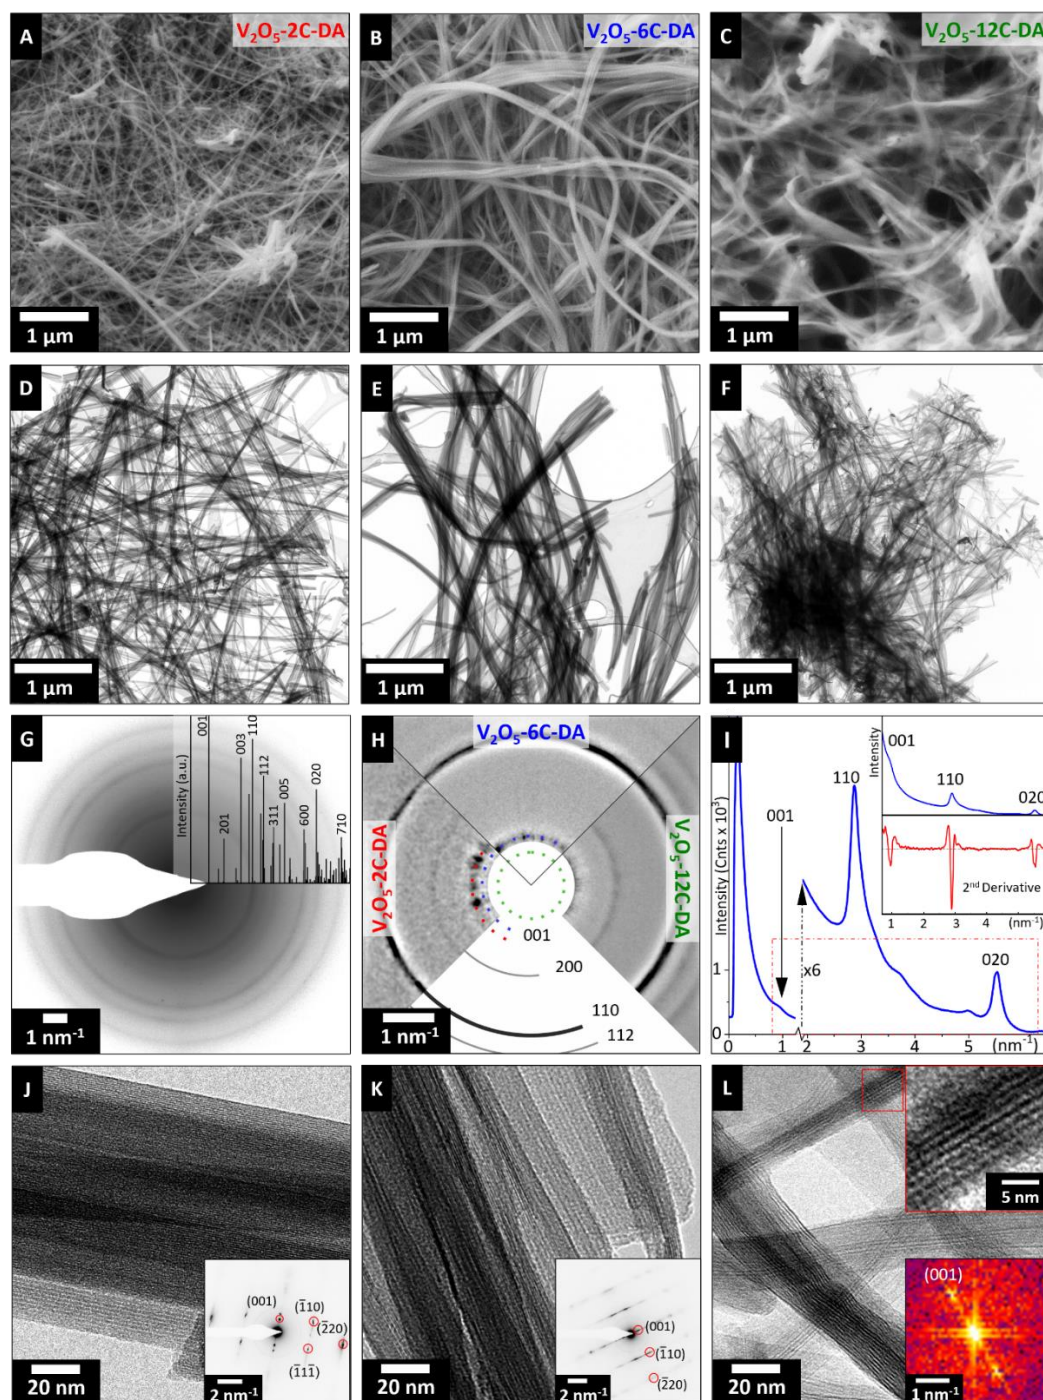 A
V₂O₅-2C-DA
1 μm
B
V₂O₅-6C-DA
1 μm
C
V₂O₅-12C-DA
1 μm
D
1 μm
E
1 μm
F
1 μm
G
Intensity (a.u.)
001
201
003
110
112
311
005
600
020
710
1 nm⁻¹
H
V₂O₅-6C-DA
V₂O₅-2C-DA
V₂O₅-12C-DA
001
200
110
112
1 nm⁻¹
I
Intensity (Cnts x 10³)
110
001
x6
020
1
0
0 1 2 3 4 5 (nm⁻¹)
Intensity
001
110
020
2ⁿᵈ Derivative
1 2 3 4 (nm⁻¹)
J
20 nm
(001)
(1̅10)
(2̅20)
(1̅11̅)
2 nm⁻¹
K
20 nm
(001)
(1̅10)
(2̅20)
2 nm⁻¹
L
20 nm
5 nm
(001)
1 nm⁻¹